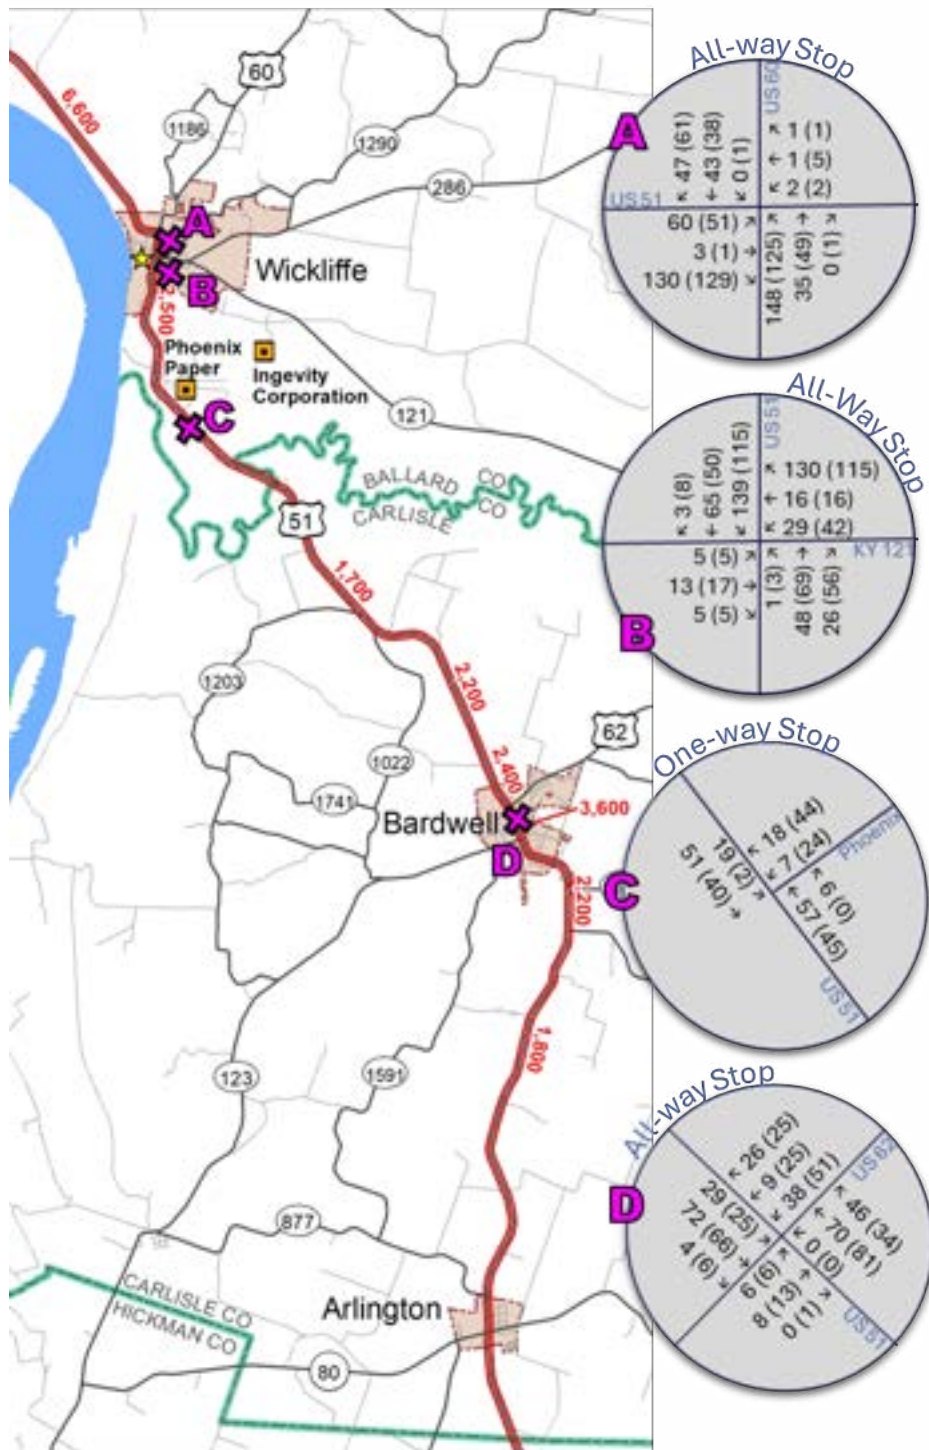 6,600
60
1186
1290
286
A
Wickliffe
B
2,500
Phoenix
Paper
Ingevity
Corporation
C
121
BALLARD CO
CARLISLE CO
51
1,700
1203
2,200
62
1022
2,400
1741
Bardwell
3,600
D
2,200
1,800
123
1591
877
CARLISLE CO
HICKMAN CO
Arlington
80
All-way Stop
A
US 60
US 51
47 (61)
43 (38)
0 (1)
↖ 1 (1)
← 1 (5)
↙ 2 (2)
60 (51) ↗
3 (1) →
130 (129) ↘
148 (125)
35 (49)
0 (1)
All-Way Stop
B
US 51
KY 121
3 (8)
65 (50)
139 (115)
↖ 130 (115)
← 16 (16)
↙ 29 (42)
5 (5) ↗
13 (17) →
5 (5) ↘
1 (3)
48 (69)
26 (56)
One-way Stop
C
Phoenix
US 51
18 (44)
7 (24)
19 (2)
51 (40)
6 (0)
57 (45)
All-way Stop
D
US 62
US 51
26 (25)
9 (25)
38 (51)
29 (25)
72 (66)
4 (6)
46 (34)
70 (81)
0 (0)
6 (6)
8 (13)
0 (1)